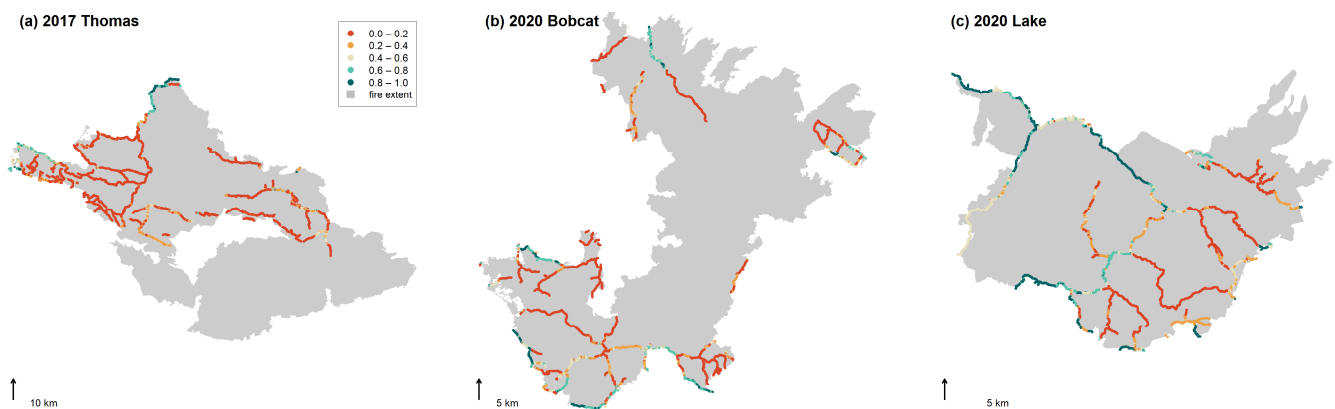 (a) 2017 Thomas
0.0 – 0.2
0.2 – 0.4
0.4 – 0.6
0.6 – 0.8
0.8 – 1.0
fire extent
10 km
(b) 2020 Bobcat
5 km
(c) 2020 Lake
5 km